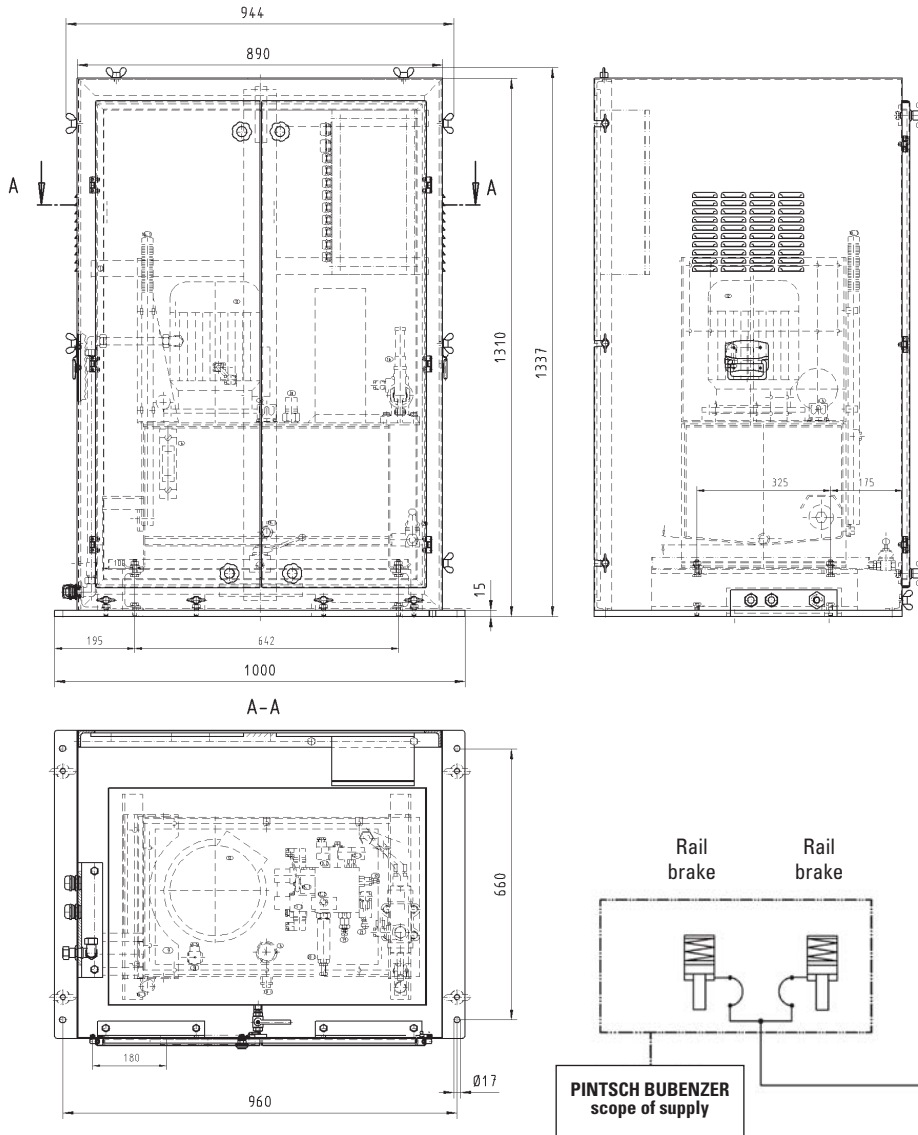 944
890
A
A
1310
1337
15
195
642
1000
325
175
A-A
660
180
Ø17
960
Rail
brake
Rail
brake
PINTSCH BUBENZER
scope of supply